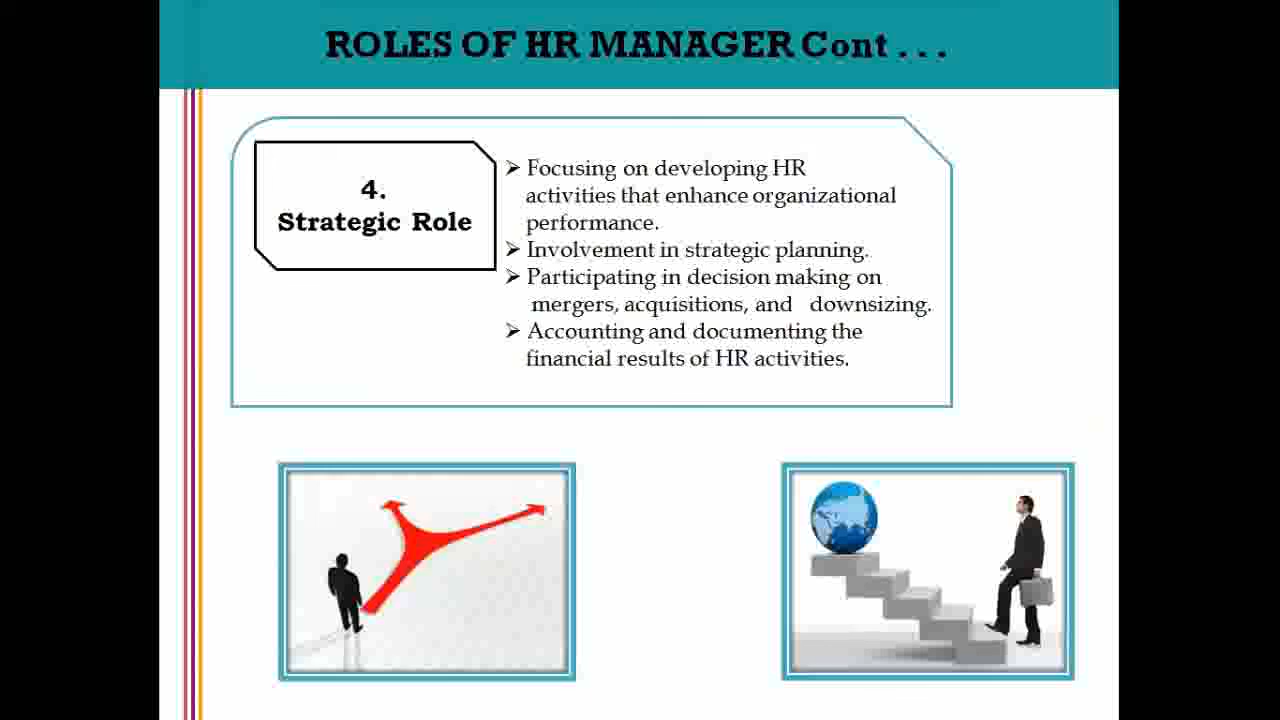 ROLES OF HR MANAGER Cont . . .
4.
Strategic Role
➢ Focusing on developing HR
activities that enhance organizational
performance.
➢ Involvement in strategic planning.
➢ Participating in decision making on
mergers, acquisitions, and downsizing.
➢ Accounting and documenting the
financial results of HR activities.